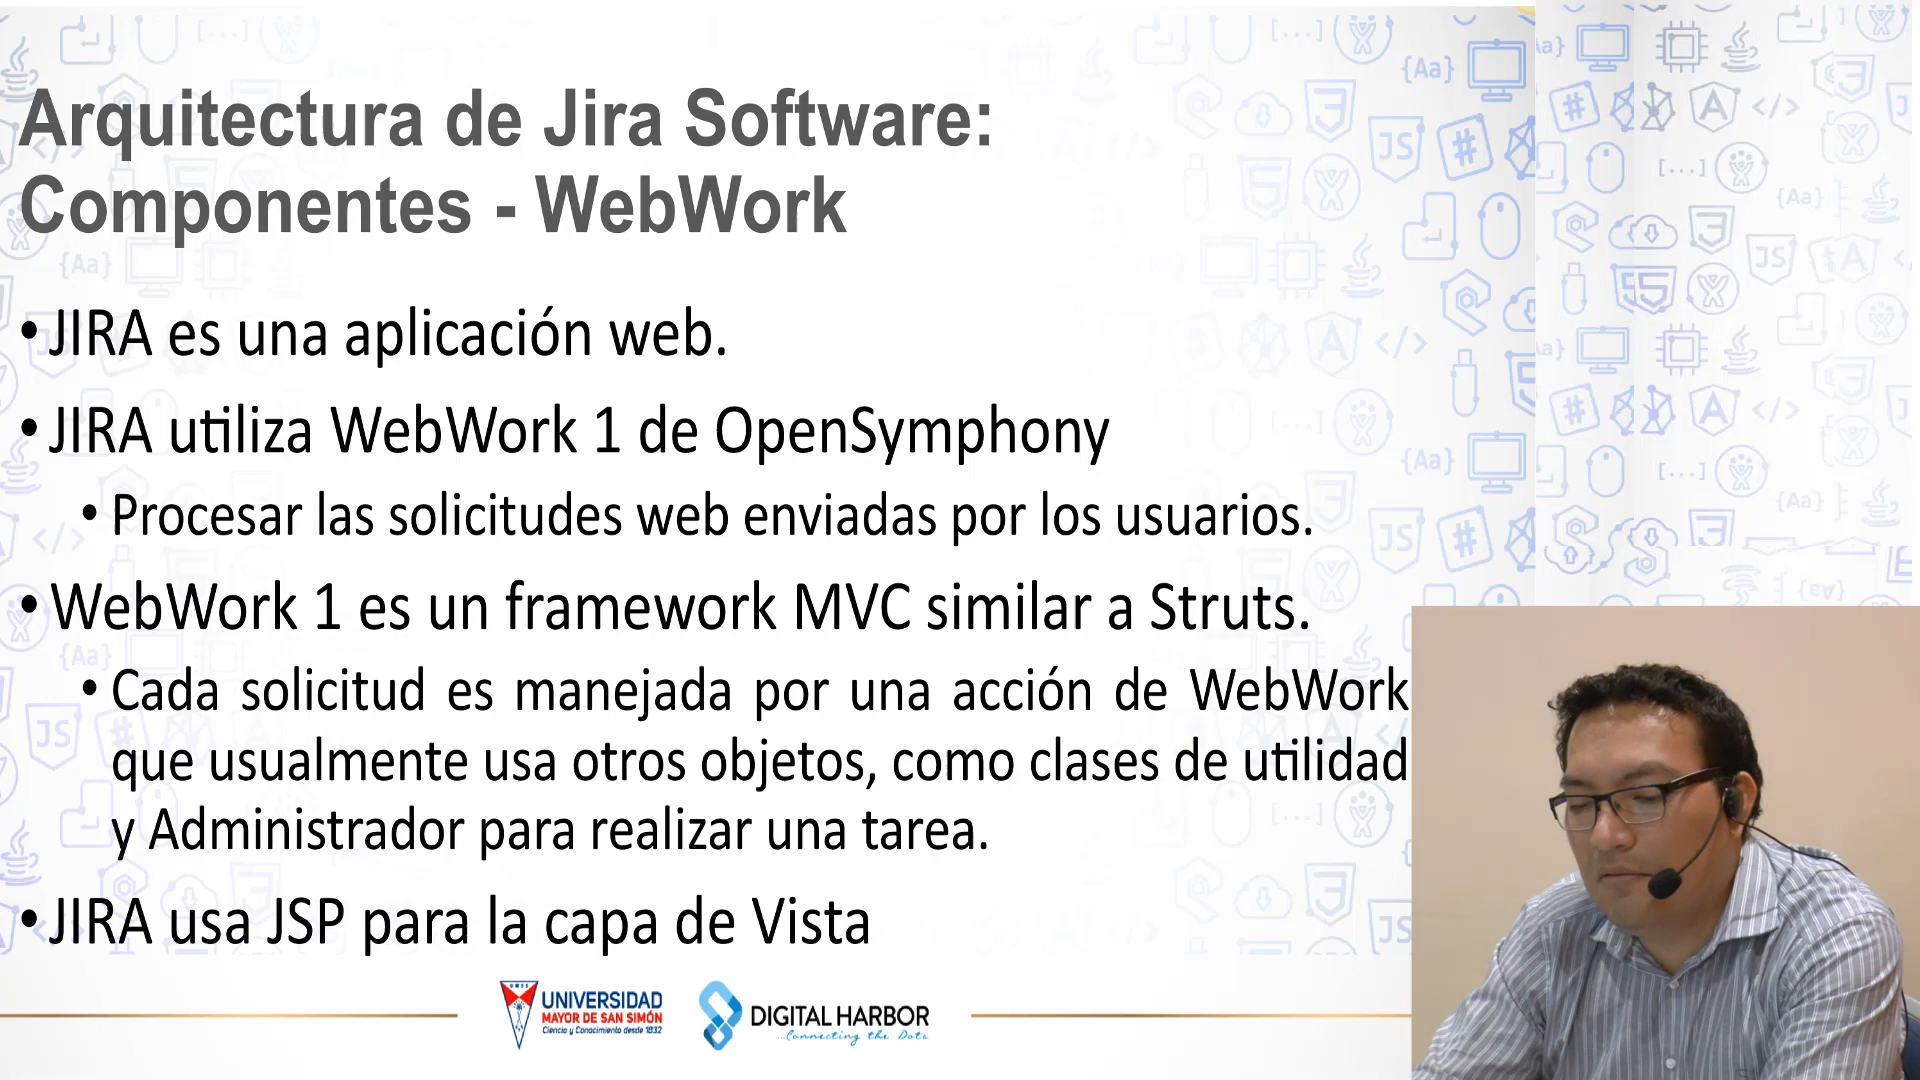 Arquitectura de Jira Software:
Componentes - WebWork
• JIRA es una aplicación web.
• JIRA utiliza WebWork 1 de OpenSymphony
• Procesar las solicitudes web enviadas por los usuarios.
• WebWork 1 es un framework MVC similar a Struts.
• Cada solicitud es manejada por una acción de WebWork
que usualmente usa otros objetos, como clases de utilidad
y Administrador para realizar una tarea.
• JIRA usa JSP para la capa de Vista
UMSS
UNIVERSIDAD
MAYOR DE SAN SIMÓN
Ciencia y Conocimiento desde 1832
DIGITAL HARBOR
...Connecting the Dots